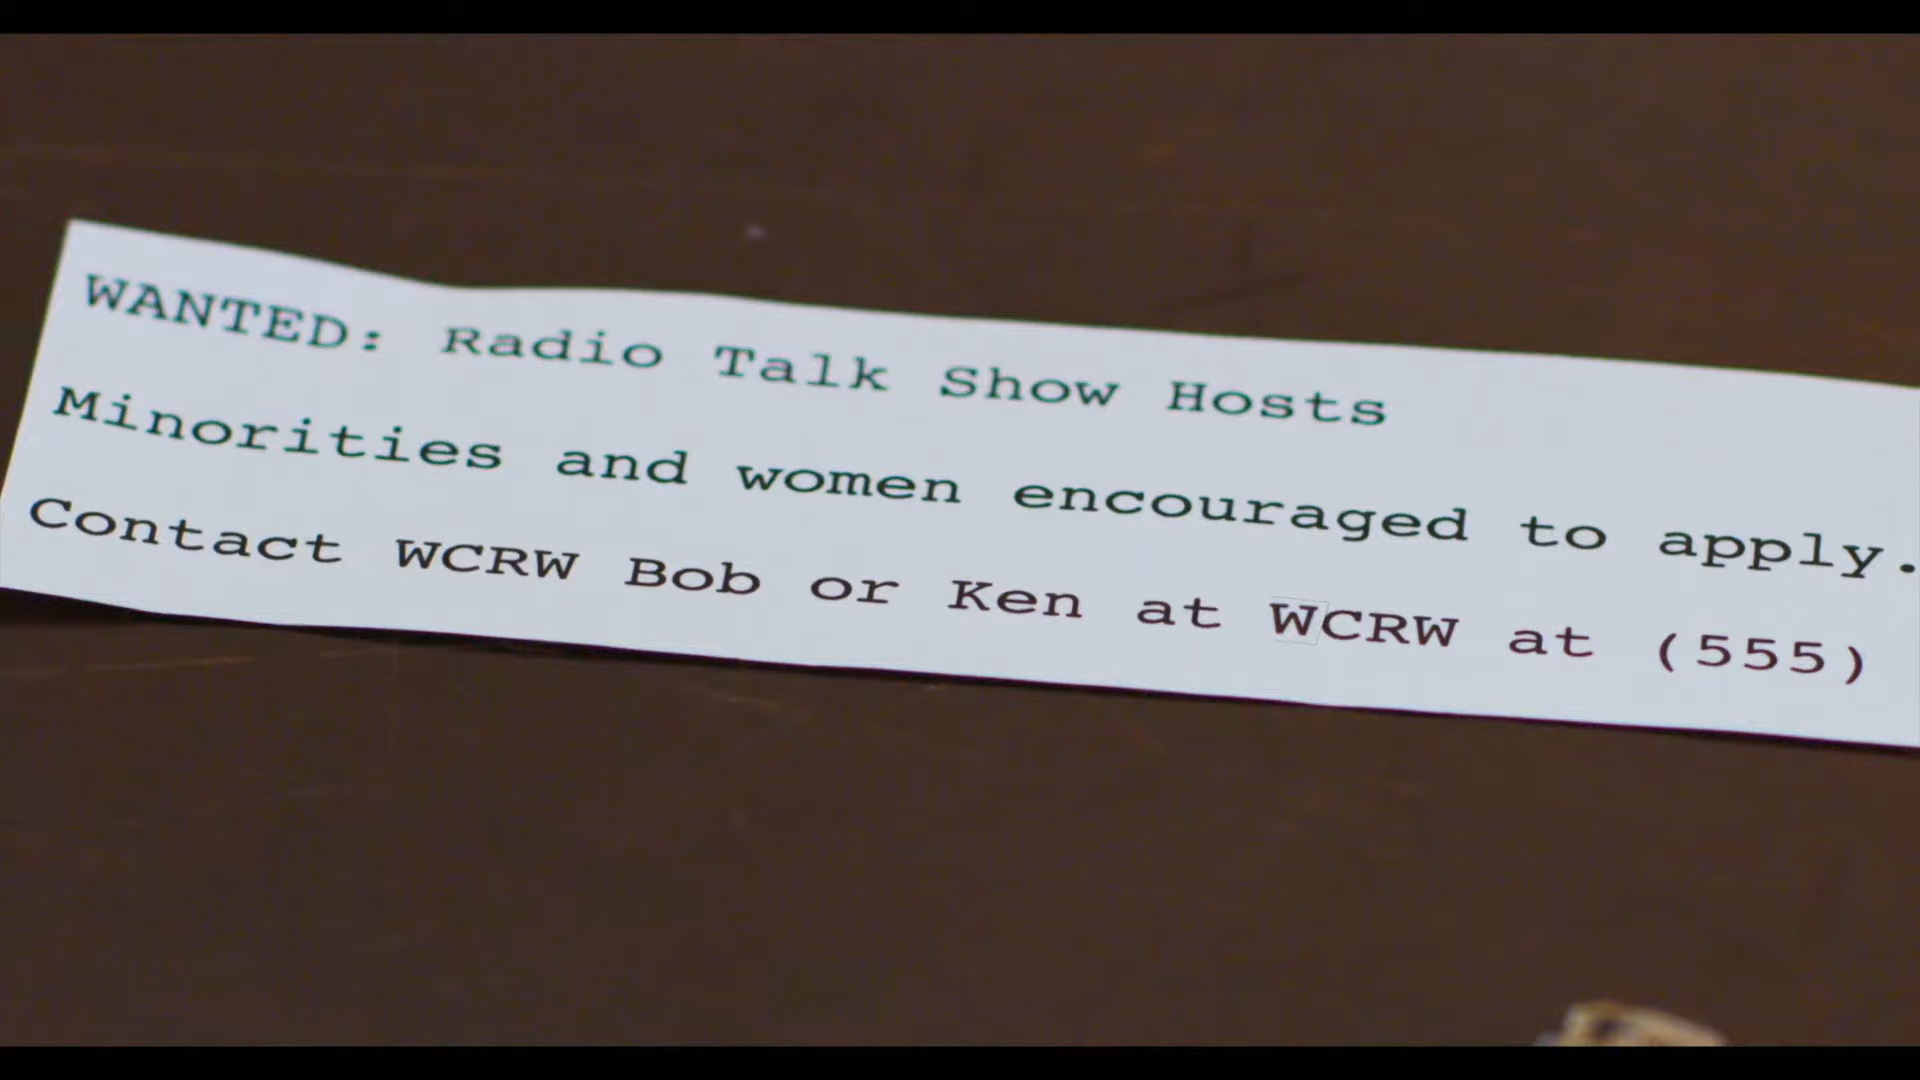 WANTED: Radio Talk Show Hosts
Minorities and women encouraged to apply.
Contact WCRW Bob or Ken at WCRW at (555)